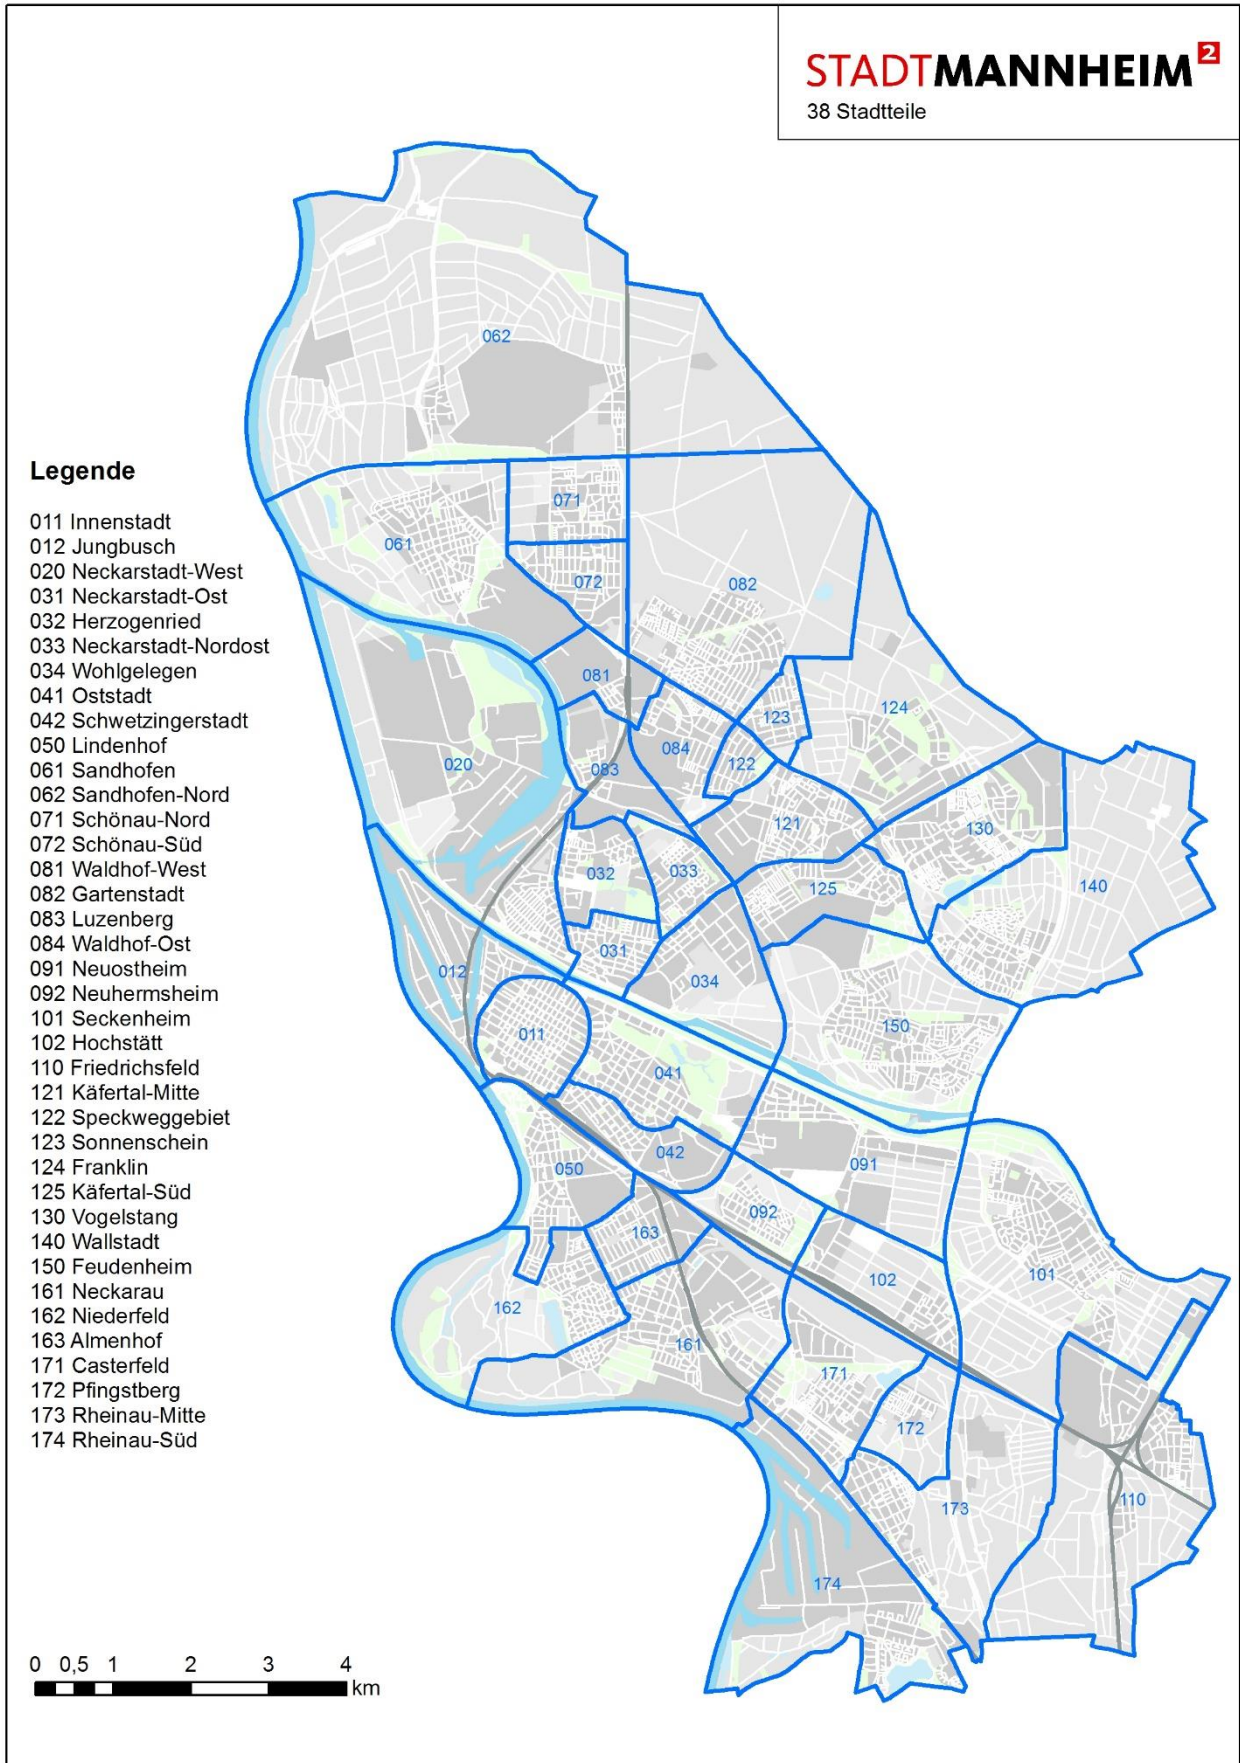 STADTMANNHEIM²
38 Stadtteile
062
Legende
011 Innenstadt
012 Jungbusch
020 Neckarstadt-West
031 Neckarstadt-Ost
032 Herzogenried
033 Neckarstadt-Nordost
034 Wohlgelegen
041 Oststadt
042 Schwetzingerstadt
050 Lindenhof
061 Sandhofen
062 Sandhofen-Nord
071 Schönau-Nord
072 Schönau-Süd
081 Waldhof-West
082 Gartenstadt
083 Luzenberg
084 Waldhof-Ost
091 Neuostheim
092 Neuhermsheim
101 Seckenheim
102 Hochstätt
110 Friedrichsfeld
121 Käfertal-Mitte
122 Speckweggebiet
123 Sonnenschein
124 Franklin
125 Käfertal-Süd
130 Vogelstang
140 Wallstadt
150 Feudenheim
161 Neckarau
162 Niederfeld
163 Almenhof
171 Casterfeld
172 Pfingstberg
173 Rheinau-Mitte
174 Rheinau-Süd
071
061
072
082
081
123
124
084
020
083
122
121
130
032
033
125
140
031
012
034
011
150
041
042
050
091
092
163
102
101
162
161
171
172
173
110
174
0 0,5 1 2 3 4
km